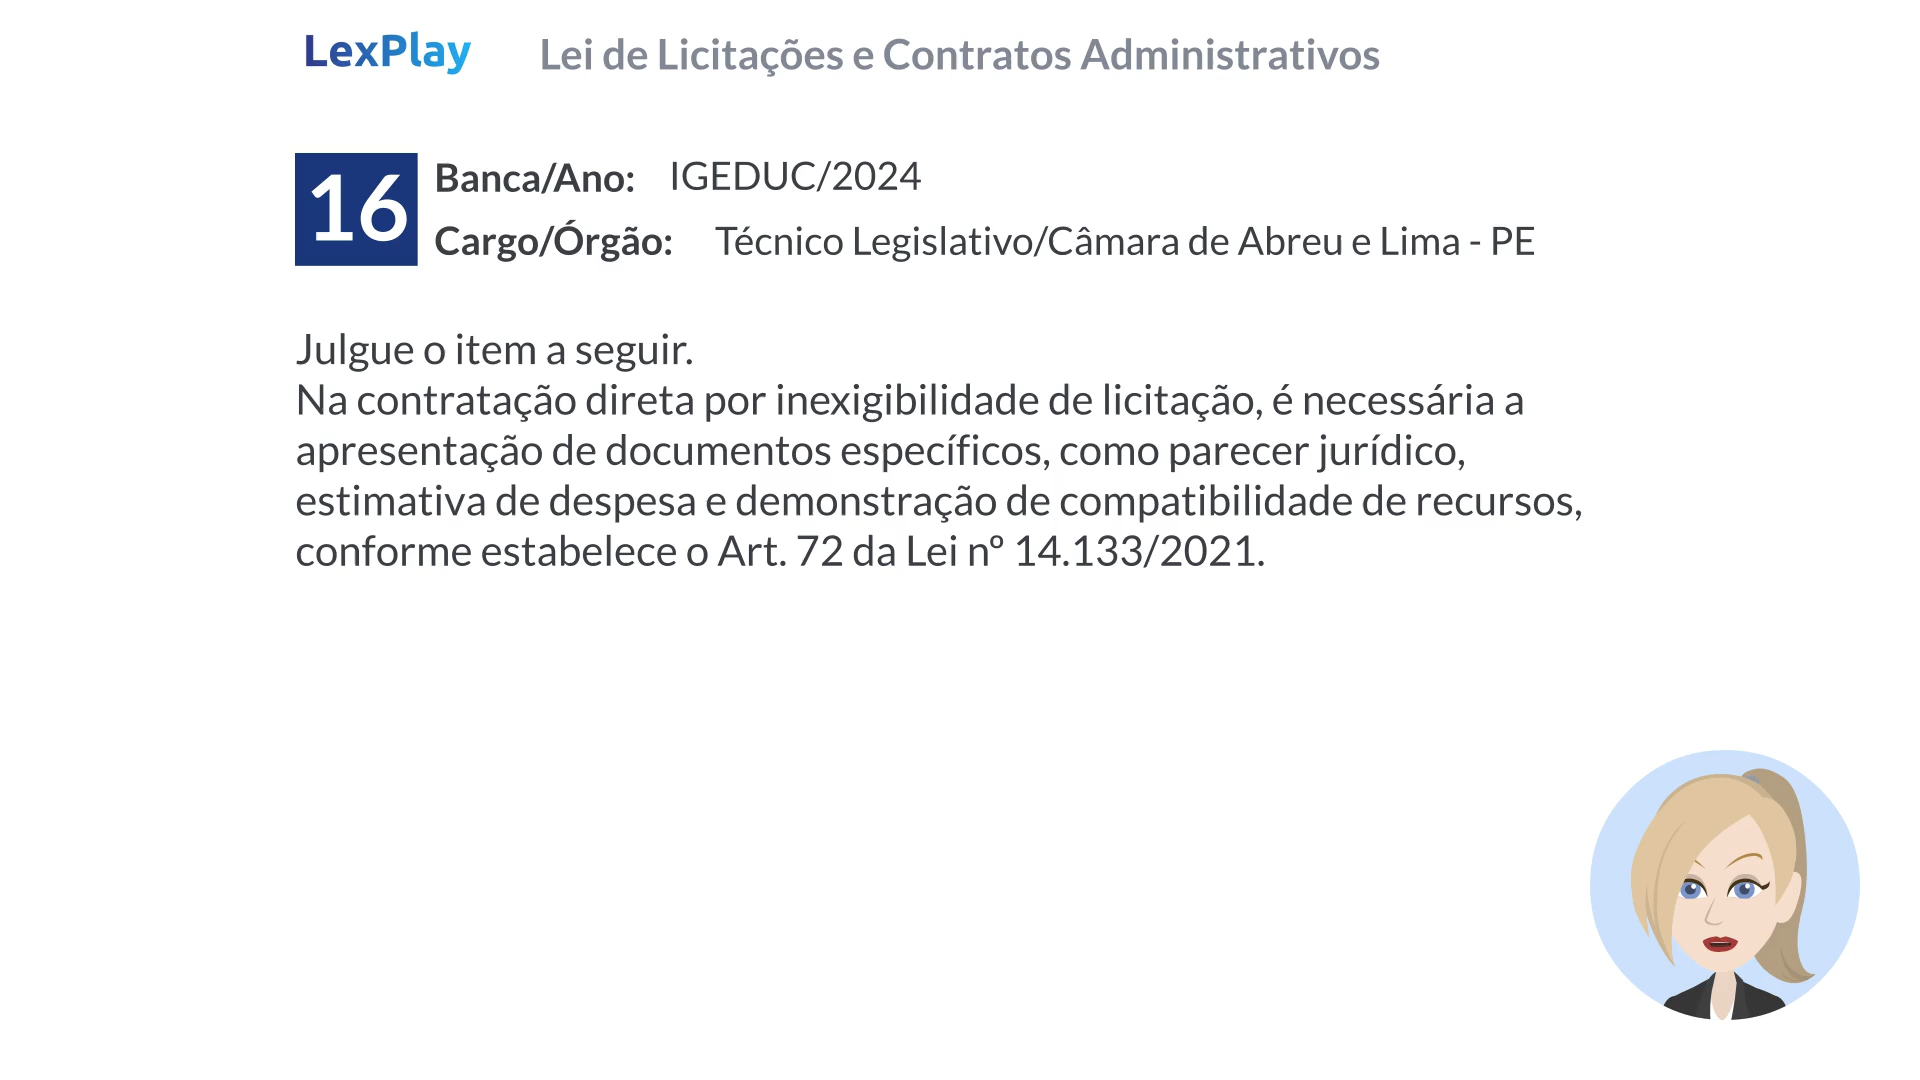 LexPlay
Lei de Licitações e Contratos Administrativos
16
Banca/Ano: IGEDUC/2024
Cargo/Órgão: Técnico Legislativo/Câmara de Abreu e Lima - PE
Julgue o item a seguir.
Na contratação direta por inexigibilidade de licitação, é necessária a
apresentação de documentos específicos, como parecer jurídico,
estimativa de despesa e demonstração de compatibilidade de recursos,
conforme estabelece o Art. 72 da Lei nº 14.133/2021.